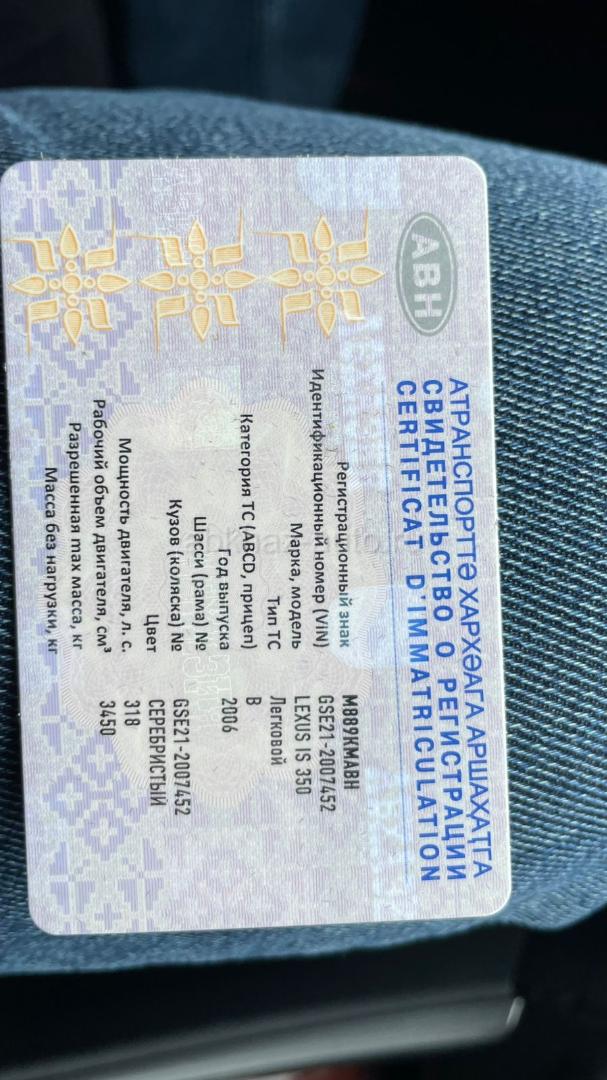 АВН
АТРАНСПОРТТӘ ХАРХӘАГА АРШАҲАҬГА
СВИДЕТЕЛЬСТВО О РЕГИСТРАЦИИ
CERTIFICAT D'IMMATRICULATION
Регистрационный знак М889КМАВН
Идентификационный номер (VIN) GSE21-2007452
Марка, модель LEXUS IS 350
Тип ТС Легковой
Категория ТС (ABCD, прицеп) B
Год выпуска 2006
Шасси (рама) №
Кузов (коляска) № GSE21-2007452
Цвет СЕРЕБРИСТЫЙ
Мощность двигателя, л. с. 318
Рабочий объем двигателя, см³ 3450
Разрешенная max масса, кг
Масса без нагрузки, кг